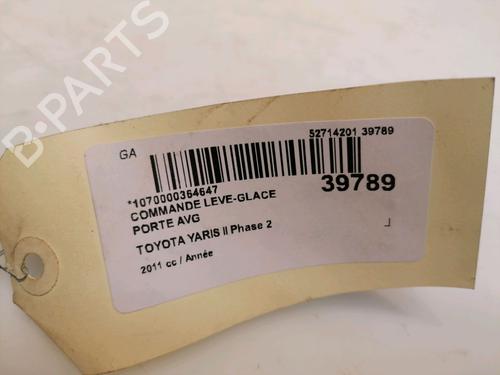 B-PARTS
GA
52714201 39789
*1070000364647
39789
COMMANDE LEVE-GLACE
PORTE AVG
TOYOTA YARIS II Phase 2
2011 cc / Année